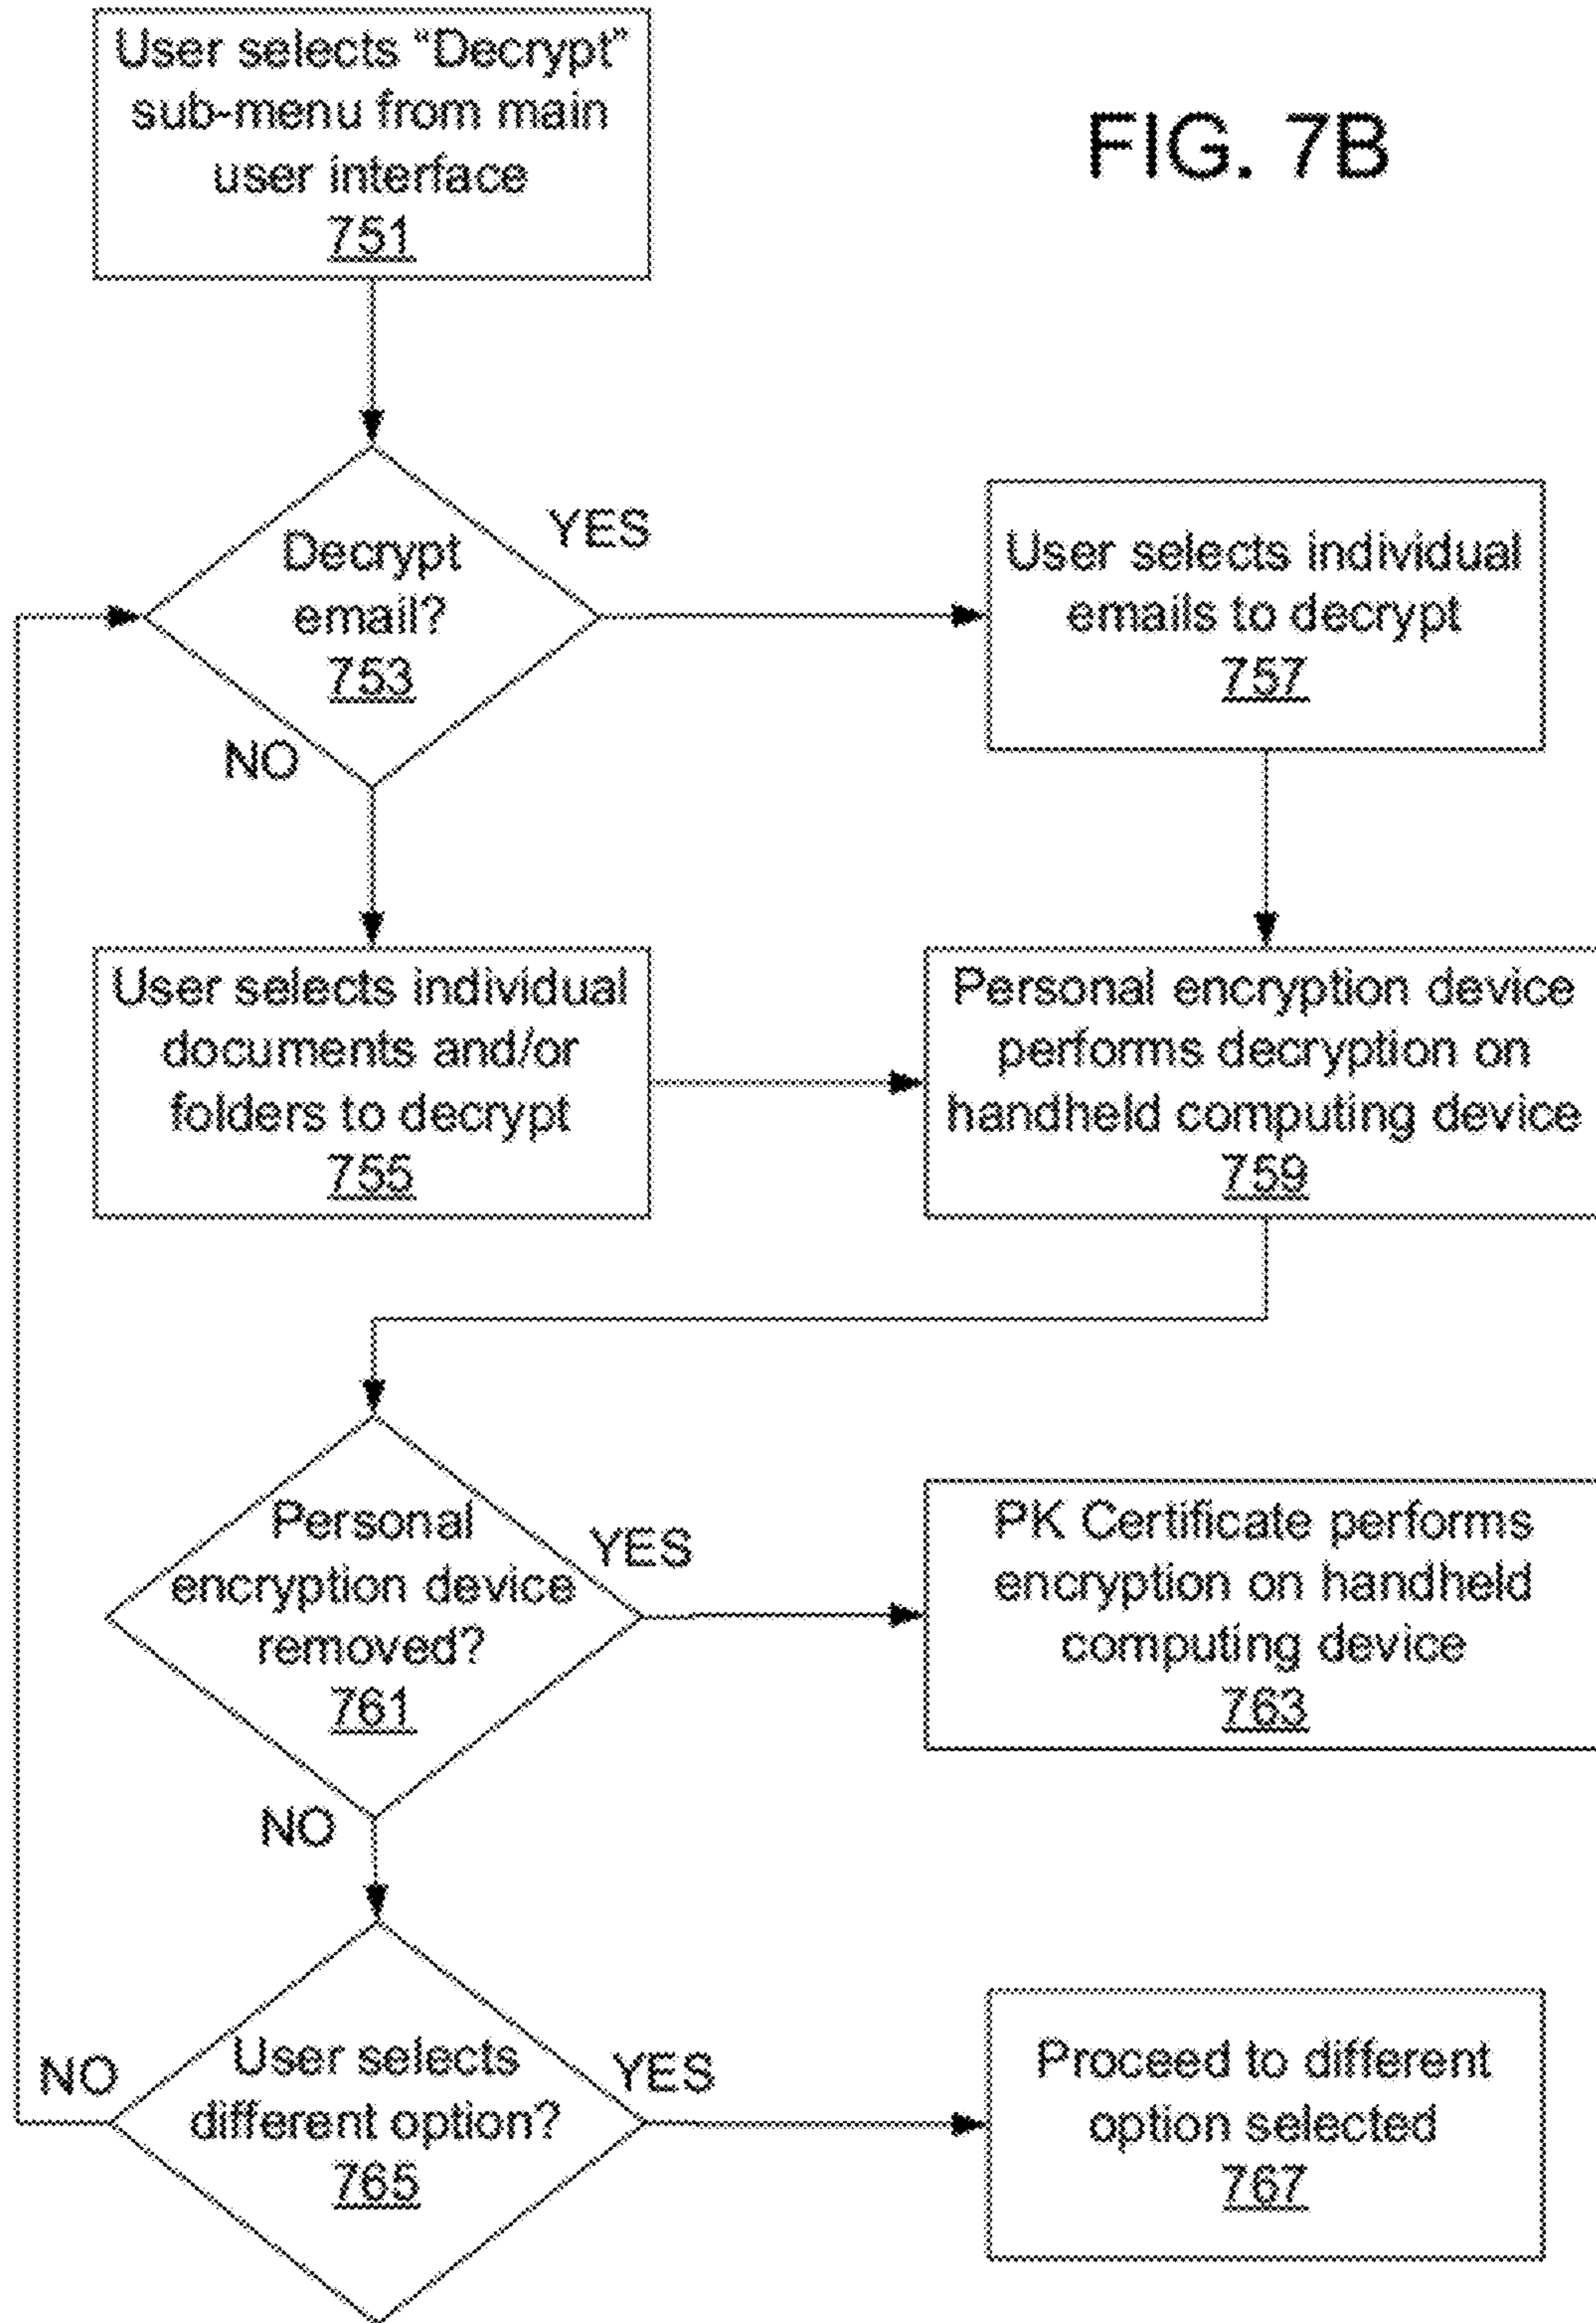 User selects “Decrypt”
sub-menu from main
user interface
751
FIG. 7B
Decrypt
email?
753
YES
NO
User selects individual
emails to decrypt
757
User selects individual
documents and/or
folders to decrypt
755
Personal encryption device
performs decryption on
handheld computing device
759
Personal
encryption device
removed?
761
YES
NO
PK Certificate performs
encryption on handheld
computing device
763
User selects
different option?
765
NO
YES
Proceed to different
option selected
767